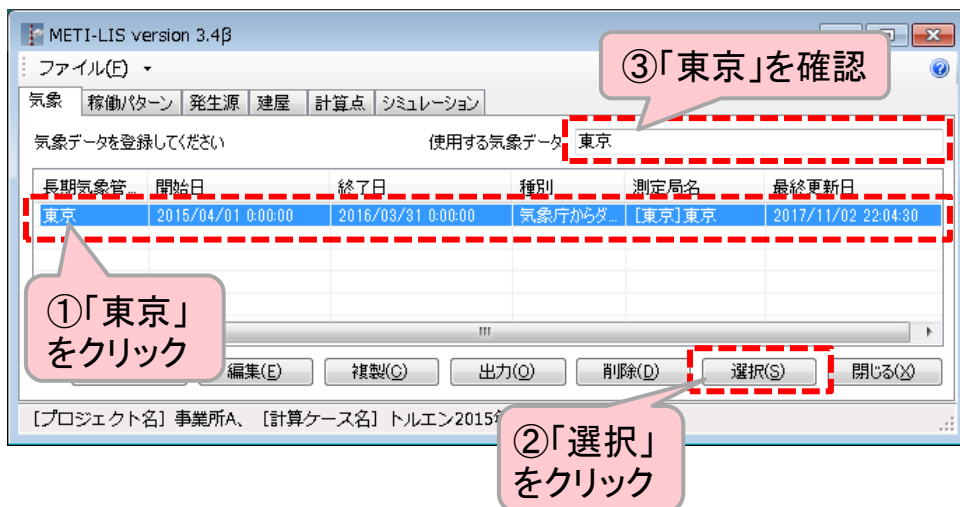 METI-LIS version 3.4β
ファイル(F)
③「東京」を確認
気象 稼働パターン 発生源 建屋 計算点 シミュレーション
気象データを登録してください 使用する気象データ 東京
長期気象管... 開始日 終了日 種別 測定局名 最終更新日
東京 2015/04/01 0:00:00 2016/03/31 0:00:00 気象庁からダ... [東京]東京 2017/11/02 22:04:30
①「東京」
をクリック
編集(E) 複製(C) 出力(O) 削除(D) 選択(S) 閉じる(X)
[プロジェクト名] 事業所A、 [計算ケース名] トルエン2015
②「選択」
をクリック